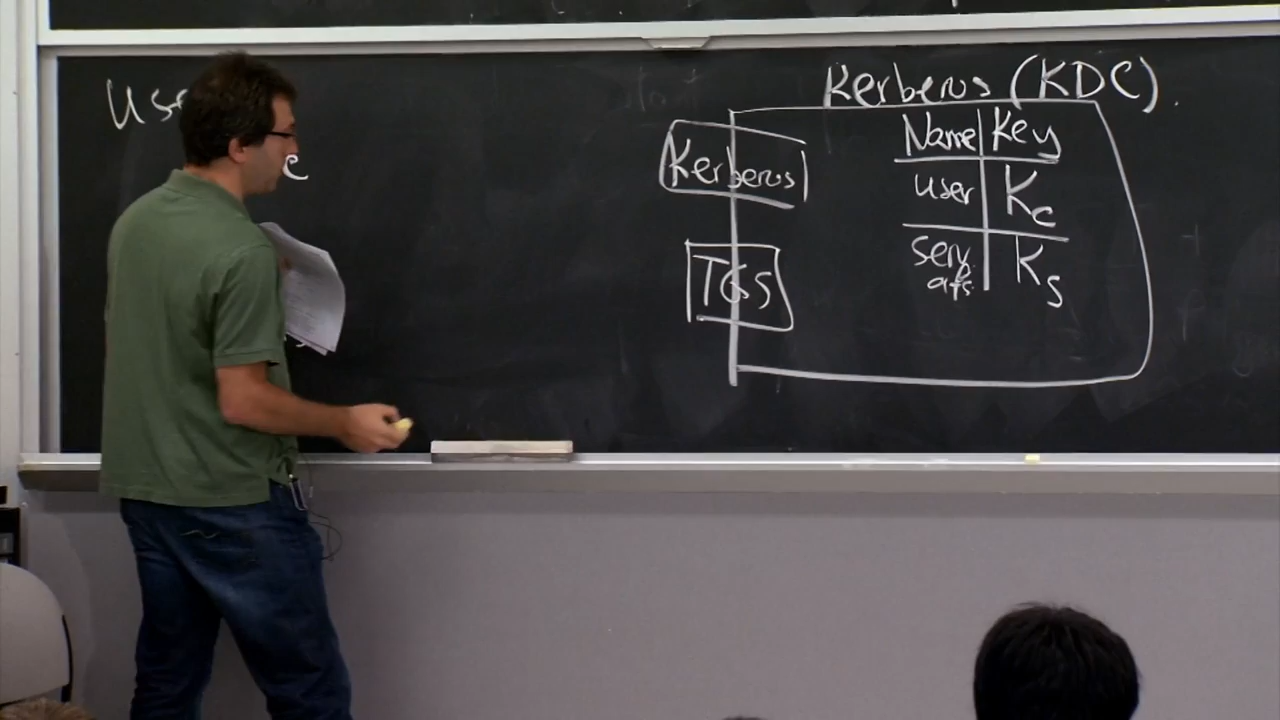 Kerberos (KDC).
Name Key
Kerberos
user Kc
TGS
serv Ks
afs
c